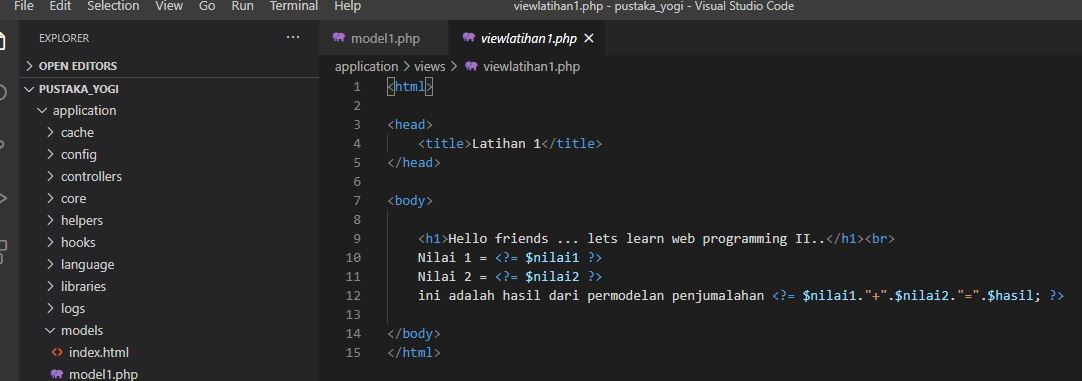 File Edit Selection View Go Run Terminal Help viewlatihan1.php - pustaka_yogi - Visual Studio Code
EXPLORER ···
model1.php viewlatihan1.php ×
OPEN EDITORS
application > views > viewlatihan1.php
PUSTAKA_YOGI
application
cache
config
controllers
core
helpers
hooks
language
libraries
logs
models
index.html
model1.php
1 <html>
2
3 <head>
4 <title>Latihan 1</title>
5 </head>
6
7 <body>
8
9 <h1>Hello friends ... lets learn web programming II..</h1><br>
10 Nilai 1 = <?= $nilai1 ?>
11 Nilai 2 = <?= $nilai2 ?>
12 ini adalah hasil dari permodelan penjumalahan <?= $nilai1."+".$nilai2."=".$hasil; ?>
13
14 </body>
15 </html>